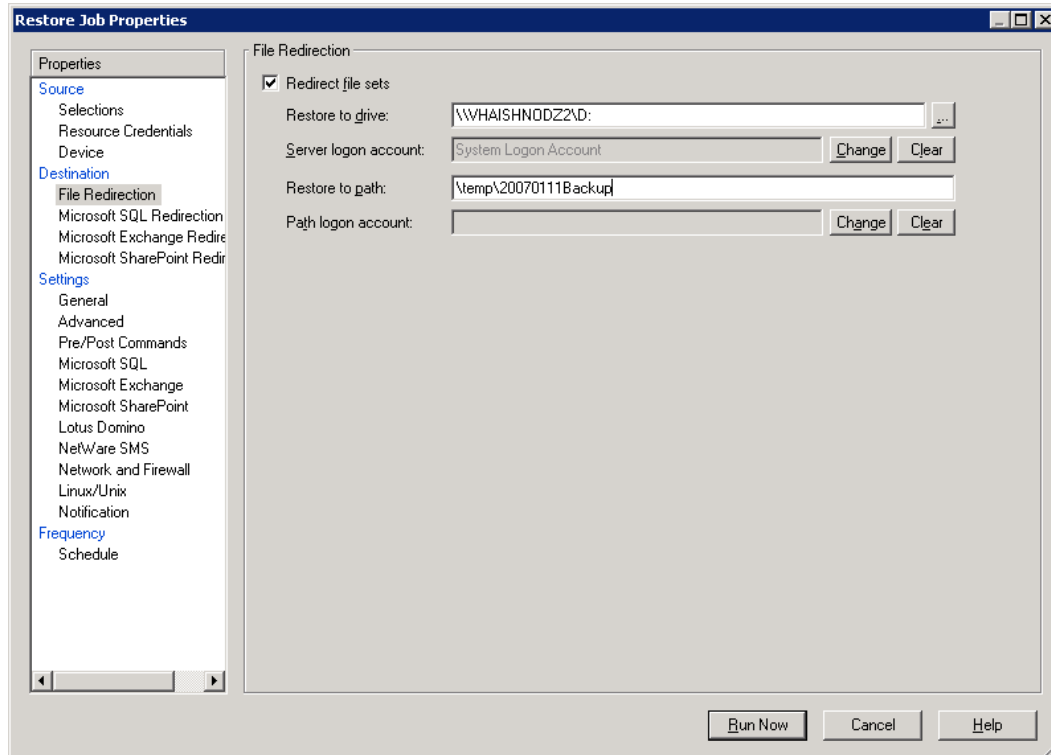 Restore Job Properties
Properties
Source
Selections
Resource Credentials
Device
Destination
File Redirection
Microsoft SQL Redirection
Microsoft Exchange Redire
Microsoft SharePoint Redir
Settings
General
Advanced
Pre/Post Commands
Microsoft SQL
Microsoft Exchange
Microsoft SharePoint
Lotus Domino
NetWare SMS
Network and Firewall
Linux/Unix
Notification
Frequency
Schedule
File Redirection
Redirect file sets
Restore to drive: \\VHAISHNODZ2\D: ...
Server logon account: System Logon Account Change Clear
Restore to path: \temp\20070111Backup
Path logon account: Change Clear
Run Now Cancel Help